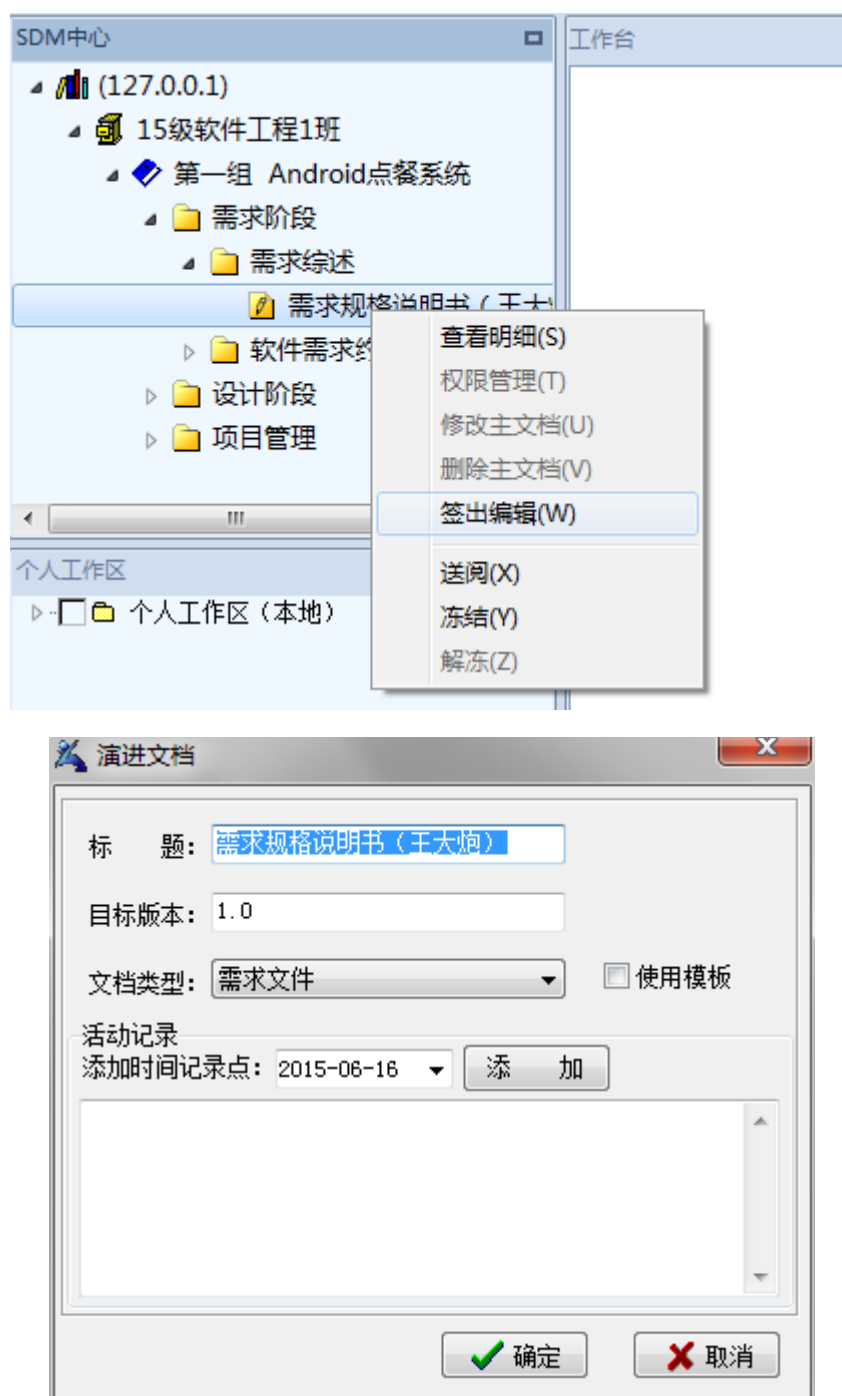 SDM中心
工作台
(127.0.0.1)
15级软件工程1班
第一组 Android点餐系统
需求阶段
需求综述
需求规格说明书（王大
软件需求约
设计阶段
项目管理
查看明细(S)
权限管理(T)
修改主文档(U)
删除主文档(V)
签出编辑(W)
送阅(X)
冻结(Y)
解冻(Z)
个人工作区
个人工作区（本地）
演进文档
标 题： 需求规格说明书（王大炮）
目标版本： 1.0
文档类型： 需求文件 使用模板
活动记录
添加时间记录点： 2015-06-16 添 加
确定 取消